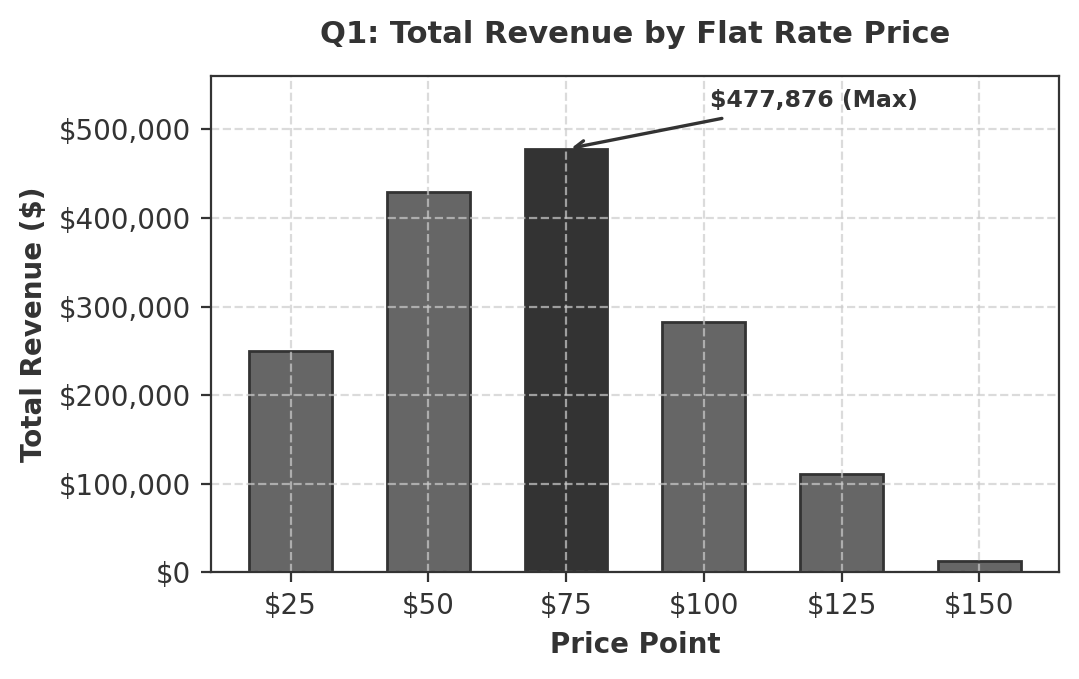 Q1: Total Revenue by Flat Rate Price
$477,876 (Max)
Total Revenue ($)
$500,000
$400,000
$300,000
$200,000
$100,000
$0
$25 $50 $75 $100 $125 $150
Price Point